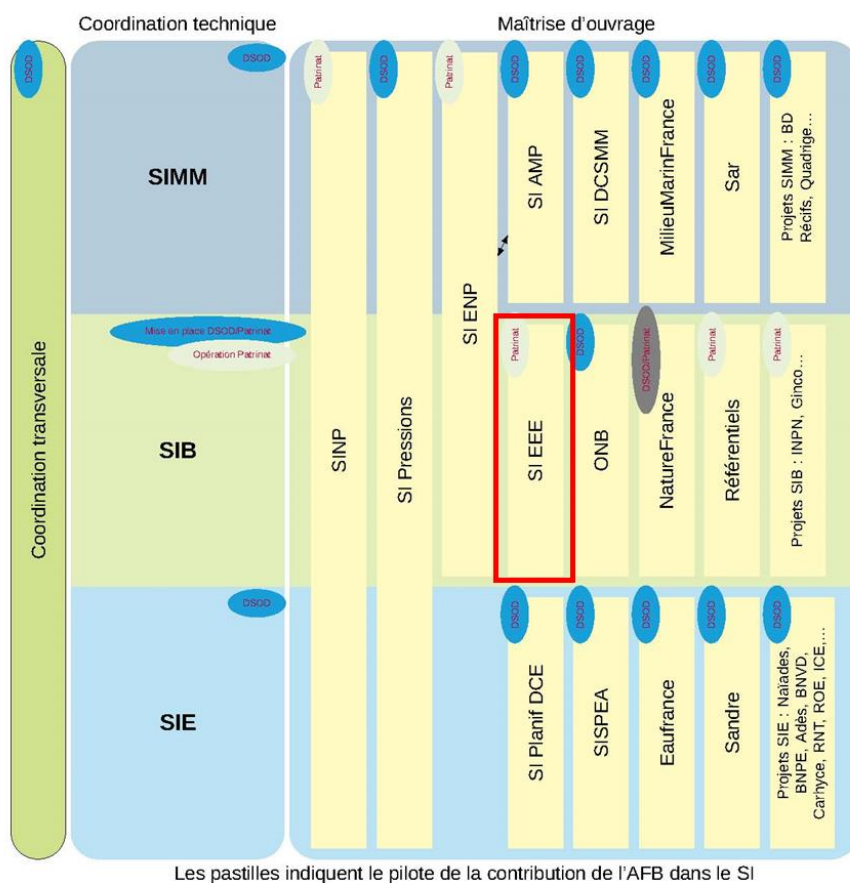 Coordination technique
Maîtrise d'ouvrage
DSOD
Coordination transversale
DSOD
SIMM
Mise en place DSOD/Patrinat
Opération Patrinat
SIB
DSOD
SIE
Patrinat
SINP
DSOD
SI Pressions
Patrinat
SI ENP
DSOD
SI AMP
DSOD
SI DCSMM
DSOD
MilieuMarinFrance
DSOD
Sar
DSOD
Projets SIMM : BD
Récifs, Quadrige...
Patrinat
SI EEE
DSOD
ONB
DSOD/Patrinat
NatureFrance
Patrinat
Référentiels
Patrinat
Projets SIB : INPN, Ginco...
DSOD
SI Planif DCE
DSOD
SISPEA
DSOD
Eaufrance
DSOD
Sandre
DSOD
Projets SIE : Naïades,
BNPE, Adès, BNVD,
Carhyce, RNT, ROE, ICE,...
Les pastilles indiquent le pilote de la contribution de l'AFB dans le SI